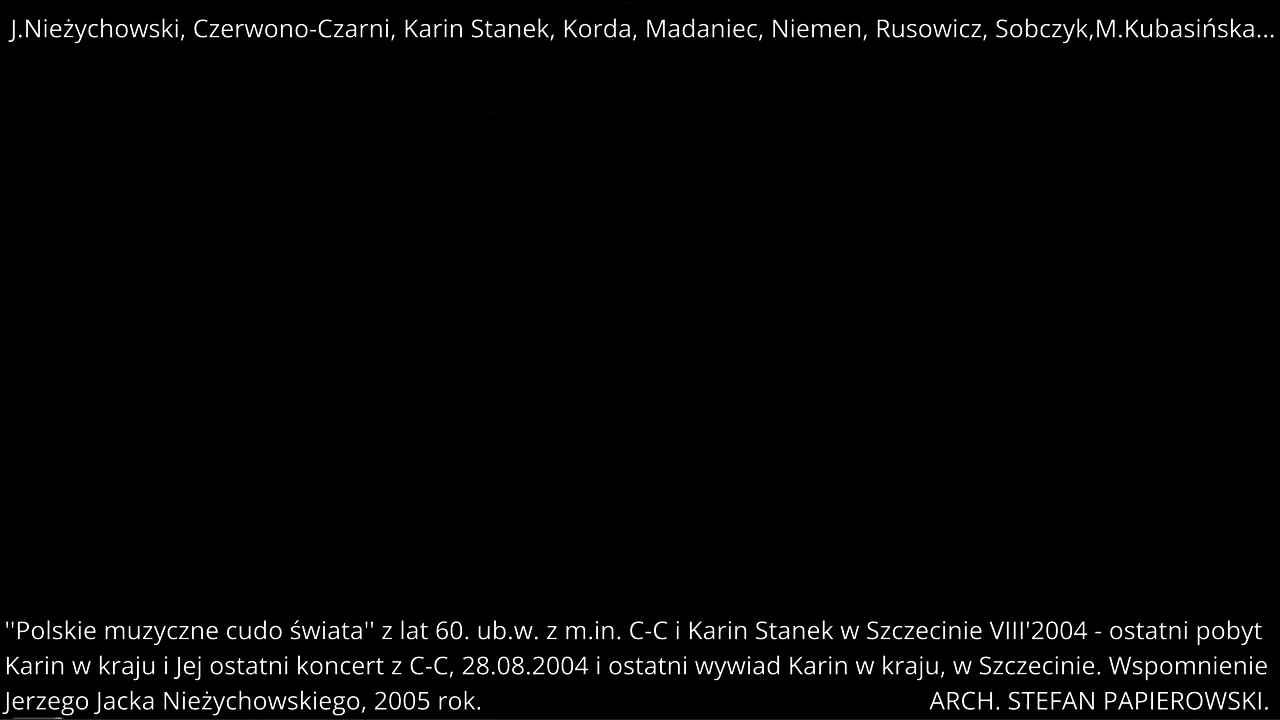 J.Nieżychowski, Czerwono-Czarni, Karin Stanek, Korda, Madaniec, Niemen, Rusowicz, Sobczyk,M.Kubasińska...
''Polskie muzyczne cudo świata'' z lat 60. ub.w. z m.in. C-C i Karin Stanek w Szczecinie VIII'2004 - ostatni pobyt
Karin w kraju i Jej ostatni koncert z C-C, 28.08.2004 i ostatni wywiad Karin w kraju, w Szczecinie. Wspomnienie
Jerzego Jacka Nieżychowskiego, 2005 rok. ARCH. STEFAN PAPIEROWSKI.